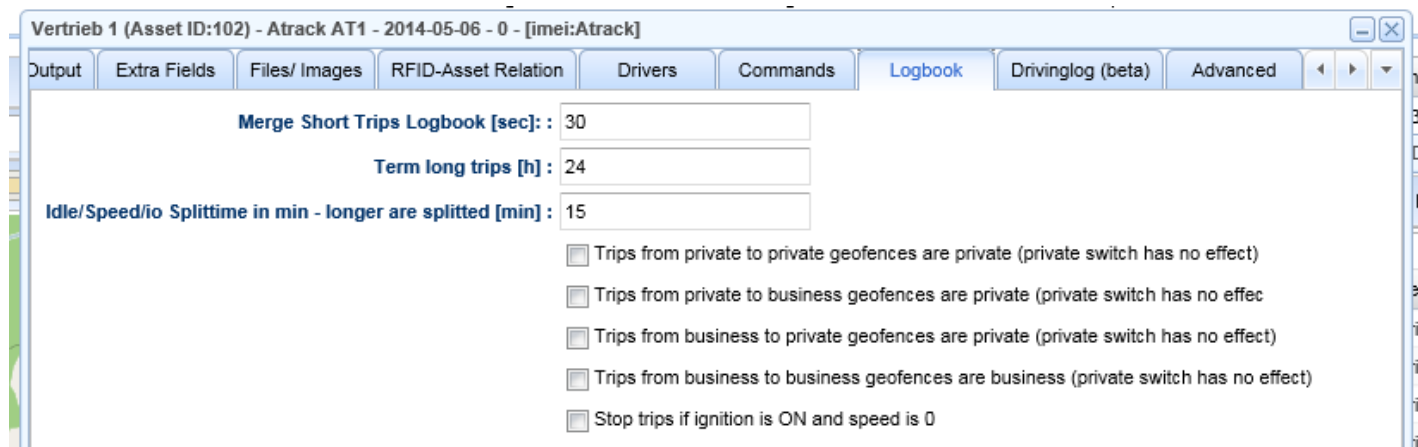 Vertrieb 1 (Asset ID:102) - Atrack AT1 - 2014-05-06 - 0 - [imei:Atrack]
Output Extra Fields Files/ Images RFID-Asset Relation Drivers Commands Logbook Drivinglog (beta) Advanced
Merge Short Trips Logbook [sec]: : 30
Term long trips [h] : 24
Idle/Speed/io Splittime in min - longer are splitted [min] : 15
Trips from private to private geofences are private (private switch has no effect)
Trips from private to business geofences are private (private switch has no effec
Trips from business to private geofences are private (private switch has no effect)
Trips from business to business geofences are business (private switch has no effect)
Stop trips if ignition is ON and speed is 0